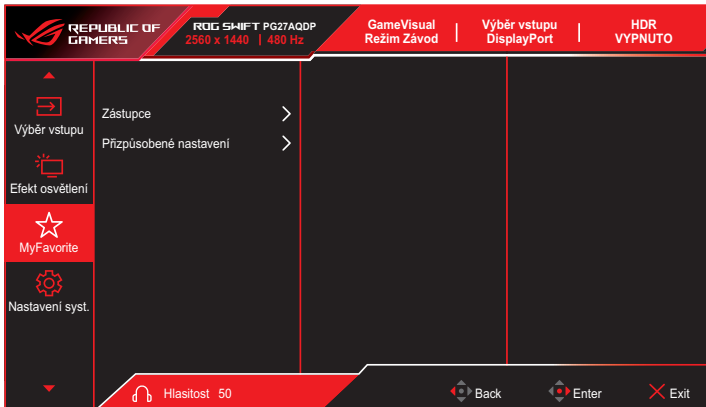 REPUBLIC OF
GAMERS
ROG SWIFT PG27AQDP
2560 x 1440 | 480 Hz
GameVisual
Režim Závod
Výběr vstupu
DisplayPort
HDR
VYPNUTO
Výběr vstupu
Efekt osvětlení
MyFavorite
Nastavení syst.
Zástupce
Přizpůsobené nastavení
Hlasitost 50
Back
Enter
Exit